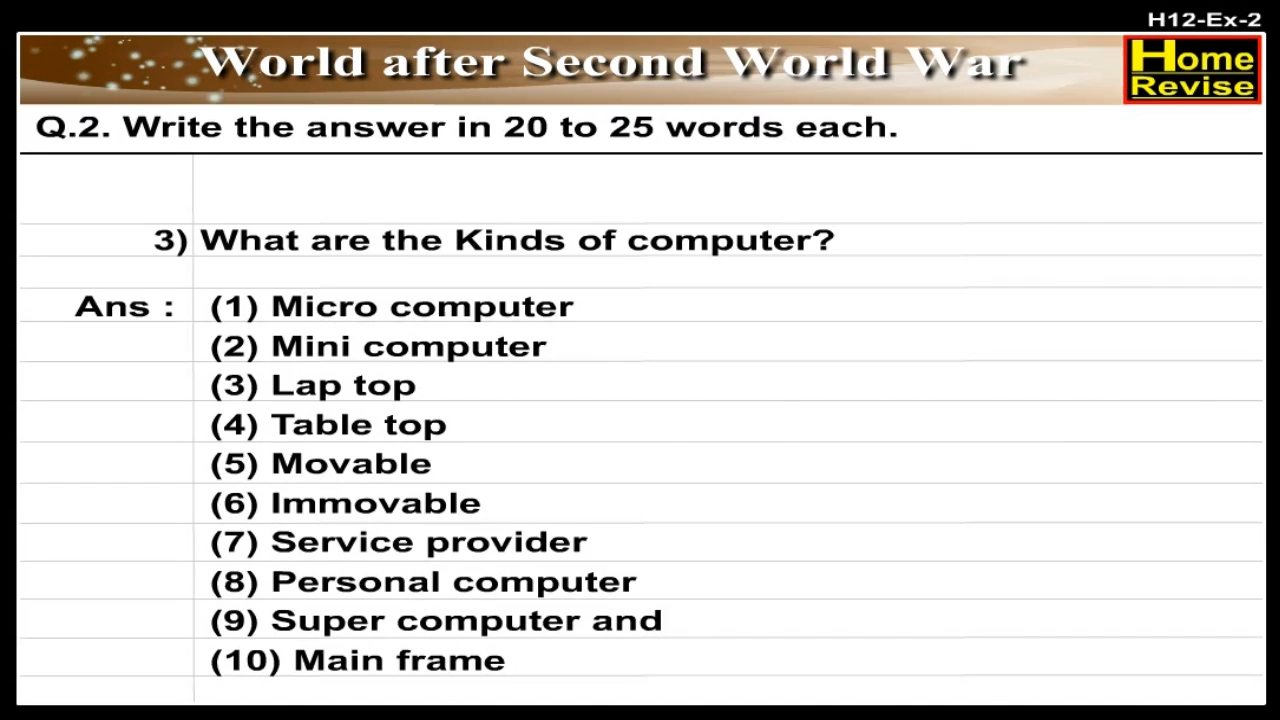 H12-Ex-2
World after Second World War
Home
Revise
Q.2. Write the answer in 20 to 25 words each.
3) What are the Kinds of computer?
Ans : (1) Micro computer
(2) Mini computer
(3) Lap top
(4) Table top
(5) Movable
(6) Immovable
(7) Service provider
(8) Personal computer
(9) Super computer and
(10) Main frame